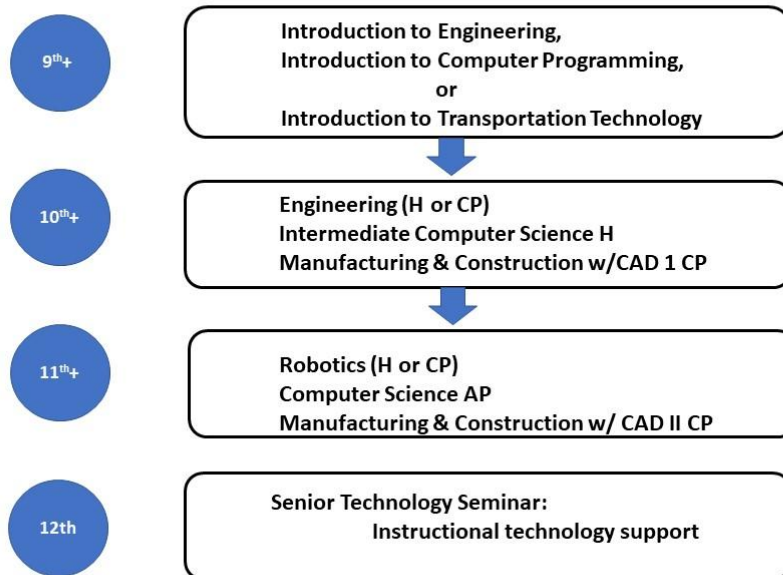 9th+
Introduction to Engineering,
Introduction to Computer Programming,
or
Introduction to Transportation Technology
10th+
Engineering (H or CP)
Intermediate Computer Science H
Manufacturing & Construction w/CAD 1 CP
11th+
Robotics (H or CP)
Computer Science AP
Manufacturing & Construction w/ CAD II CP
12th
Senior Technology Seminar:
Instructional technology support